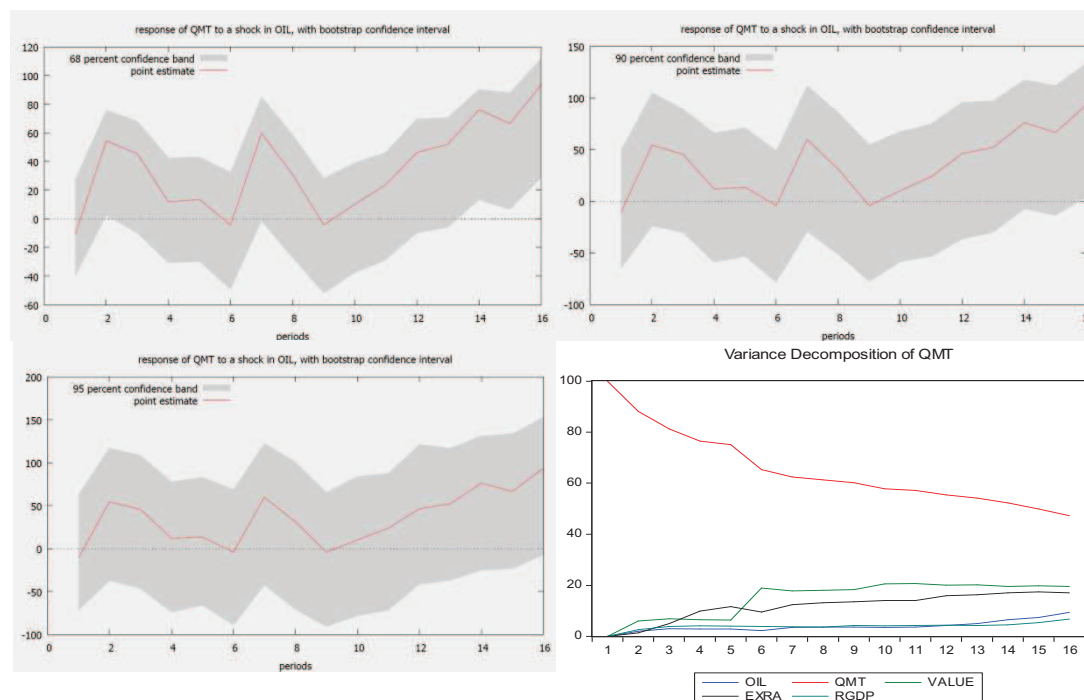 response of QMT to a shock in OIL, with bootstrap confidence interval
120
100
80
60
40
20
0
-20
-40
-60
68 percent confidence band
point estimate
0 2 4 6 8 10 12 14 16
periods
response of QMT to a shock in OIL, with bootstrap confidence interval
150
100
50
0
-50
-100
90 percent confidence band
point estimate
0 2 4 6 8 10 12 14 16
periods
response of QMT to a shock in OIL, with bootstrap confidence interval
200
150
100
50
0
-50
-100
95 percent confidence band
point estimate
0 2 4 6 8 10 12 14 16
periods
Variance Decomposition of QMT
100
80
60
40
20
0
1 2 3 4 5 6 7 8 9 10 11 12 13 14 15 16
OIL QMT VALUE
EXRA RGDP